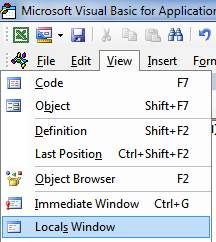 Microsoft Visual Basic for Application
File Edit View Insert
Code F7
Object Shift+F7
Definition Shift+F2
Last Position Ctrl+Shift+F2
Object Browser F2
Immediate Window Ctrl+G
Locals Window